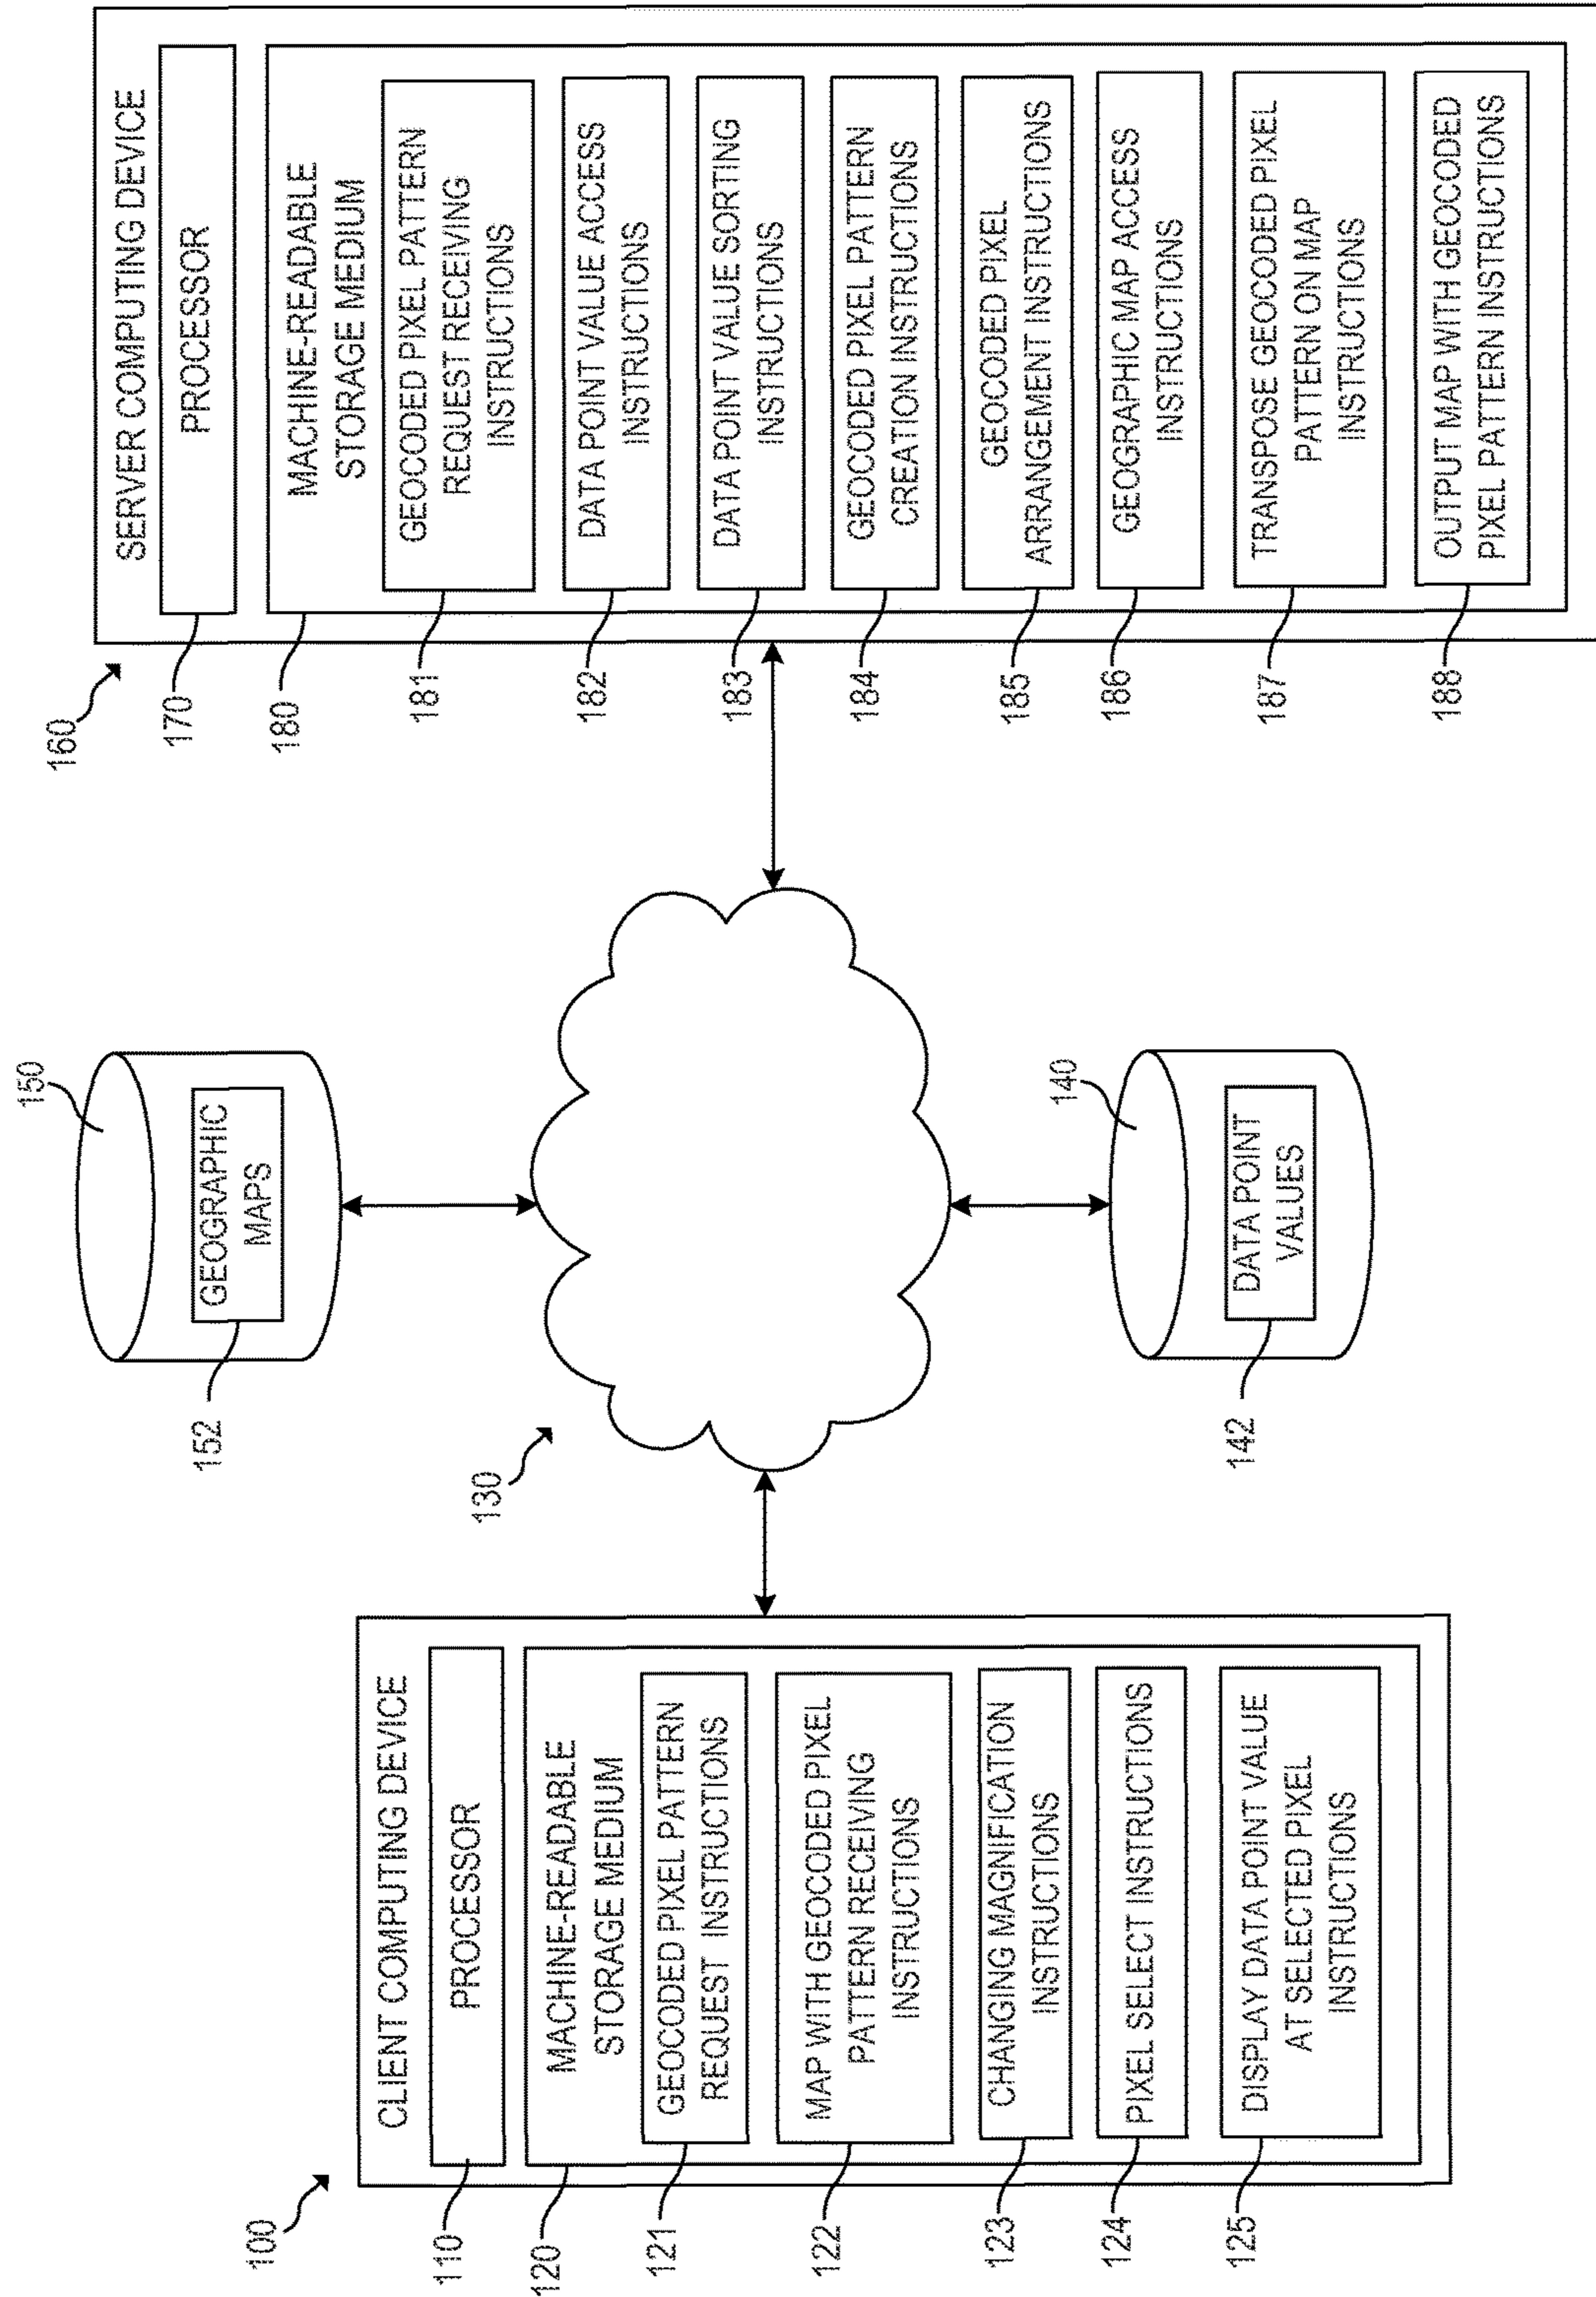 100
CLIENT COMPUTING DEVICE
110
PROCESSOR
120
MACHINE-READABLE
STORAGE MEDIUM
121
GEOCODED PIXEL PATTERN
REQUEST INSTRUCTIONS
122
MAP WITH GEOCODED PIXEL
PATTERN RECEIVING
INSTRUCTIONS
123
CHANGING MAGNIFICATION
INSTRUCTIONS
124
PIXEL SELECT INSTRUCTIONS
125
DISPLAY DATA POINT VALUE
AT SELECTED PIXEL
INSTRUCTIONS
150
GEOGRAPHIC
MAPS
152
130
140
DATA POINT
VALUES
142
160
SERVER COMPUTING DEVICE
170
PROCESSOR
180
MACHINE-READABLE
STORAGE MEDIUM
181
GEOCODED PIXEL PATTERN
REQUEST RECEIVING
INSTRUCTIONS
182
DATA POINT VALUE ACCESS
INSTRUCTIONS
183
DATA POINT VALUE SORTING
INSTRUCTIONS
184
GEOCODED PIXEL PATTERN
CREATION INSTRUCTIONS
185
GEOCODED PIXEL
ARRANGEMENT INSTRUCTIONS
186
GEOGRAPHIC MAP ACCESS
INSTRUCTIONS
187
TRANSPOSE GEOCODED PIXEL
PATTERN ON MAP
INSTRUCTIONS
188
OUTPUT MAP WITH GEOCODED
PIXEL PATTERN INSTRUCTIONS